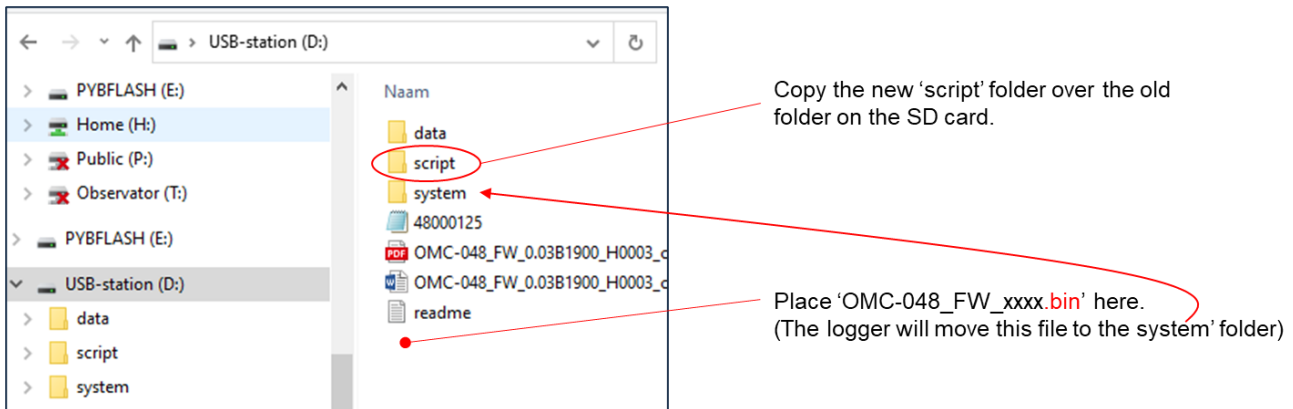 USB-station (D:)
PYBFLASH (E:)
Home (H:)
Public (P:)
Observator (T:)
PYBFLASH (E:)
USB-station (D:)
data
script
system
Naam
data
script
system
48000125
OMC-048_FW_0.03B1900_H0003_c
OMC-048_FW_0.03B1900_H0003_c
readme
Copy the new ‘script’ folder over the old
folder on the SD card.
Place ‘OMC-048_FW_xxxx.bin’ here.
(The logger will move this file to the system’ folder)